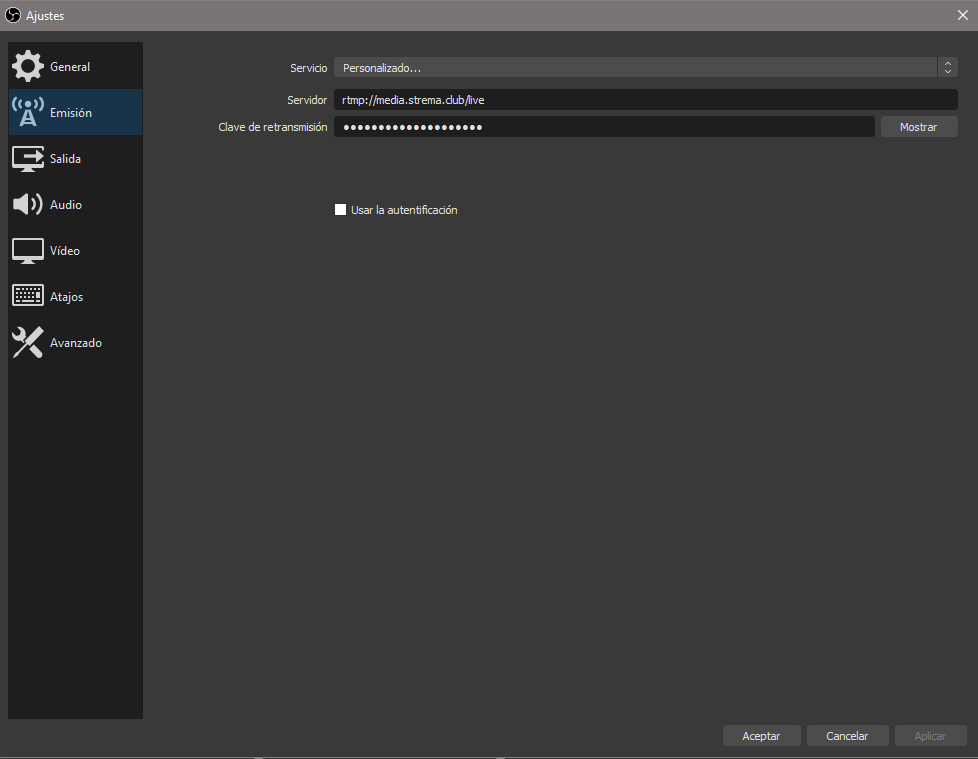 Ajustes
General
Emisión
Salida
Audio
Vídeo
Atajos
Avanzado
Servicio Personalizado...
Servidor rtmp://media.strema.club/live
Clave de retransmisión ●●●●●●●●●●●●●●●●●●●● Mostrar
Usar la autentificación
Aceptar Cancelar Aplicar